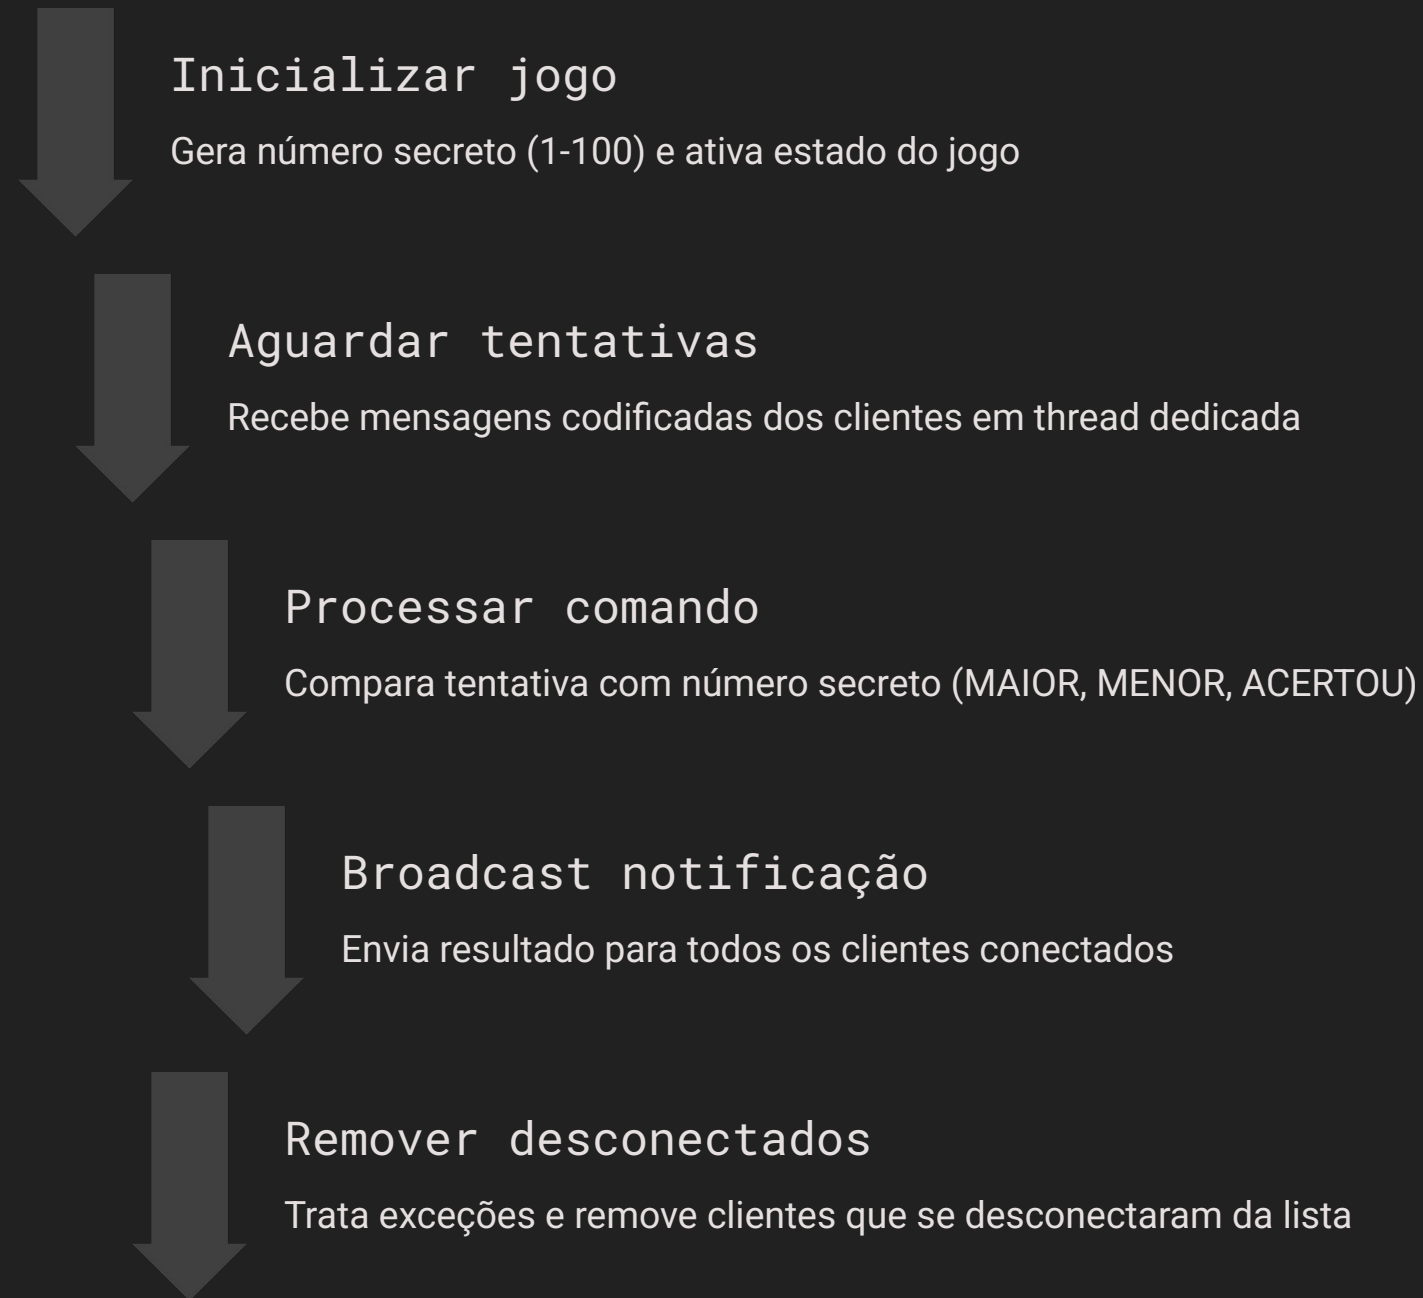 Inicializar jogo
Gera número secreto (1-100) e ativa estado do jogo
Aguardar tentativas
Recebe mensagens codificadas dos clientes em thread dedicada
Processar comando
Compara tentativa com número secreto (MAIOR, MENOR, ACERTOU)
Broadcast notificação
Envia resultado para todos os clientes conectados
Remover desconectados
Trata exceções e remove clientes que se desconectaram da lista